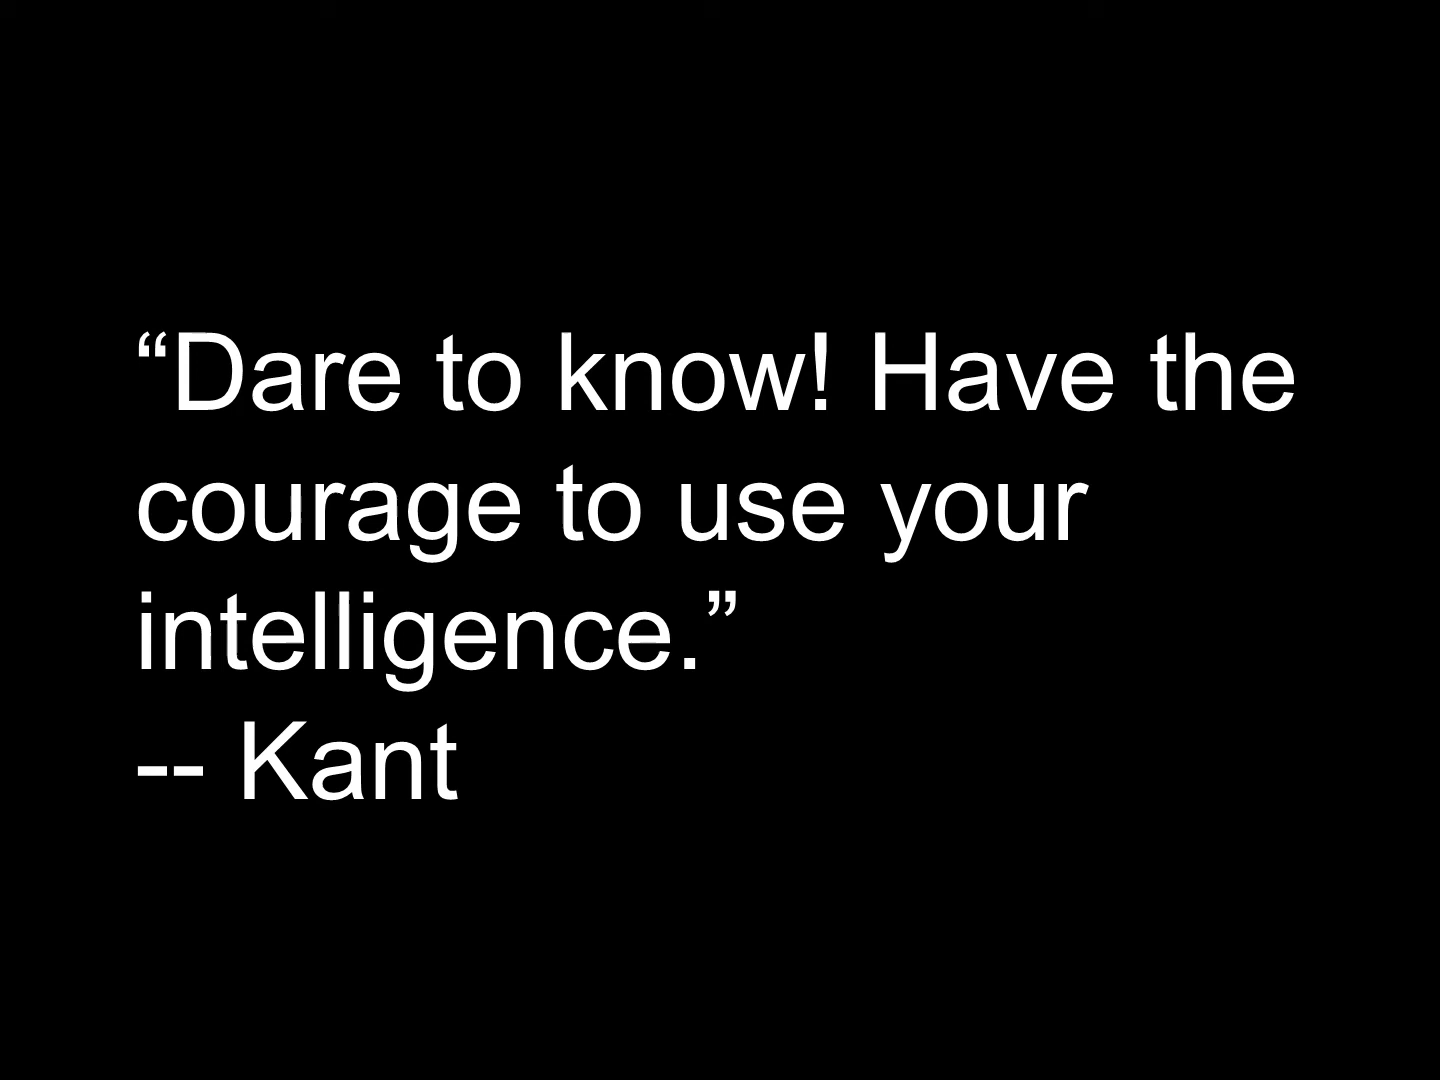 “Dare to know! Have the
courage to use your
intelligence.”
-- Kant